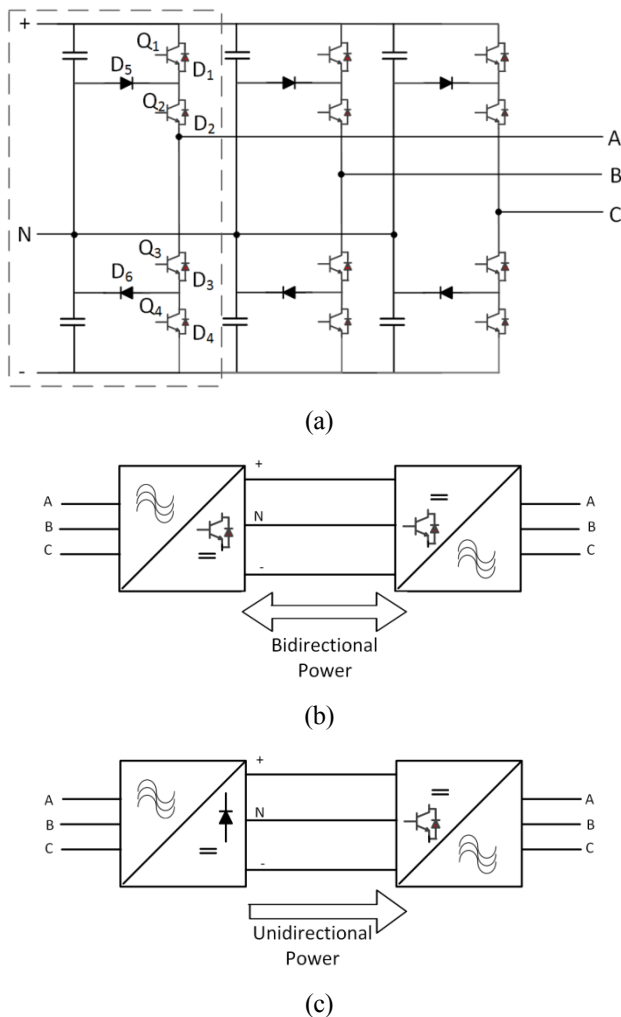 +
Q1
D5
D1
Q2
D2
A
B
C
N
Q3
D6
D3
Q4
D4
-
(a)
+
A
B
C
N
-
A
B
C
Bidirectional
Power
(b)
+
A
B
C
N
-
A
B
C
Unidirectional
Power
(c)